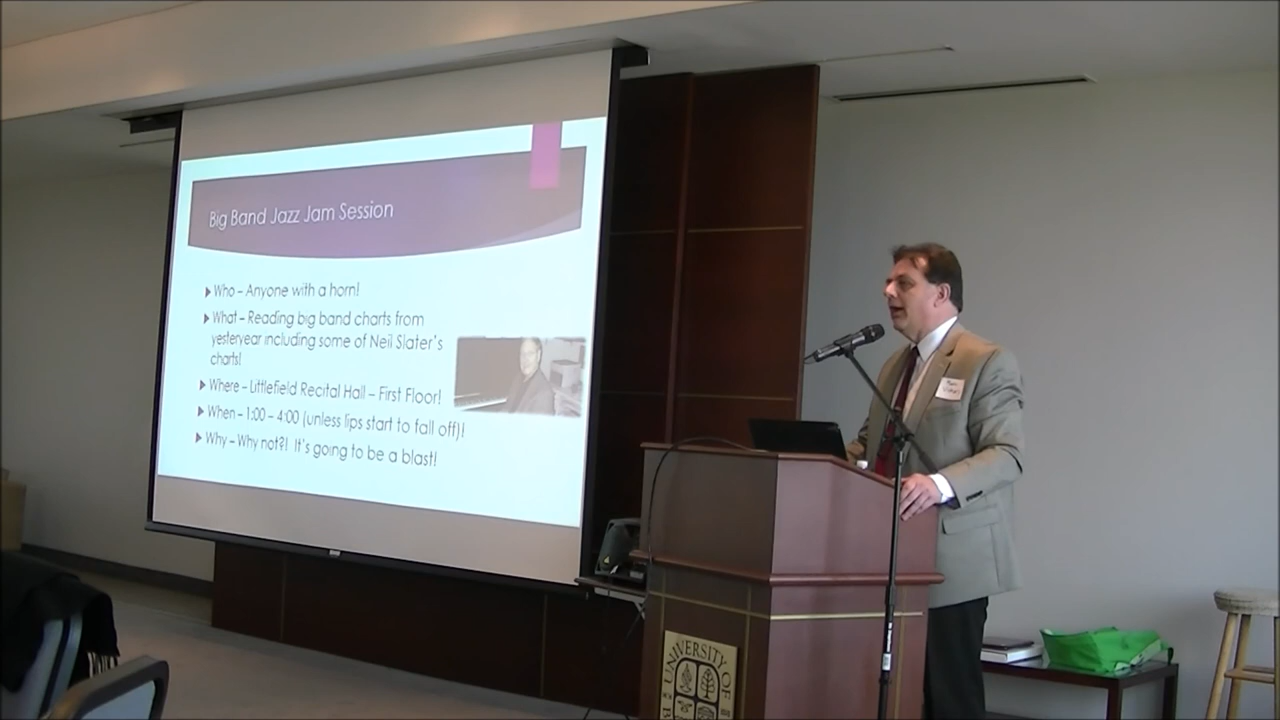 Big Band Jazz Jam Session
Who – Anyone with a horn!
What – Reading big band charts from
yesteryear including some of Neil Slater's
charts!
Where – Littlefield Recital Hall – First Floor!
When – 1:00 – 4:00 (unless lips start to fall off)!
Why – Why not?! It's going to be a blast!
UNIVERSITY OF